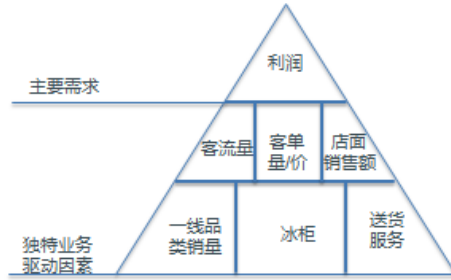 利润
主要需求
客流量
客单
量/价
店面
销售额
一线品
类销量
冰柜
送货
服务
独特业务
驱动因素